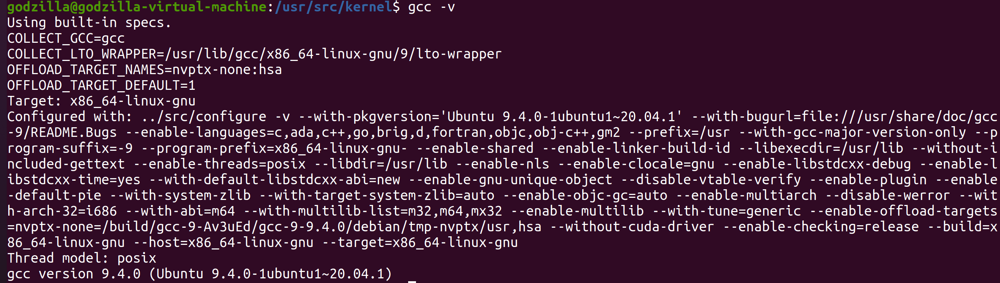 godzilla@godzilla-virtual-machine:/usr/src/kernel$ gcc -v
Using built-in specs.
COLLECT_GCC=gcc
COLLECT_LTO_WRAPPER=/usr/lib/gcc/x86_64-linux-gnu/9/lto-wrapper
OFFLOAD_TARGET_NAMES=nvptx-none:hsa
OFFLOAD_TARGET_DEFAULT=1
Target: x86_64-linux-gnu
Configured with: ../src/configure -v --with-pkgversion='Ubuntu 9.4.0-1ubuntu1~20.04.1' --with-bugurl=file:///usr/share/doc/gcc
-9/README.Bugs --enable-languages=c,ada,c++,go,brig,d,fortran,objc,obj-c++,gm2 --prefix=/usr --with-gcc-major-version-only --p
rogram-suffix=-9 --program-prefix=x86_64-linux-gnu- --enable-shared --enable-linker-build-id --libexecdir=/usr/lib --without-i
ncluded-gettext --enable-threads=posix --libdir=/usr/lib --enable-nls --enable-clocale=gnu --enable-libstdcxx-debug --enable-l
ibstdcxx-time=yes --with-default-libstdcxx-abi=new --enable-gnu-unique-object --disable-vtable-verify --enable-plugin --enable
-default-pie --with-system-zlib --with-target-system-zlib=auto --enable-objc-gc=auto --enable-multiarch --disable-werror --wit
h-arch-32=i686 --with-abi=m64 --with-multilib-list=m32,m64,mx32 --enable-multilib --with-tune=generic --enable-offload-targets
=nvptx-none=/build/gcc-9-Av3uEd/gcc-9-9.4.0/debian/tmp-nvptx/usr,hsa --without-cuda-driver --enable-checking=release --build=x
86_64-linux-gnu --host=x86_64-linux-gnu --target=x86_64-linux-gnu
Thread model: posix
gcc version 9.4.0 (Ubuntu 9.4.0-1ubuntu1~20.04.1)